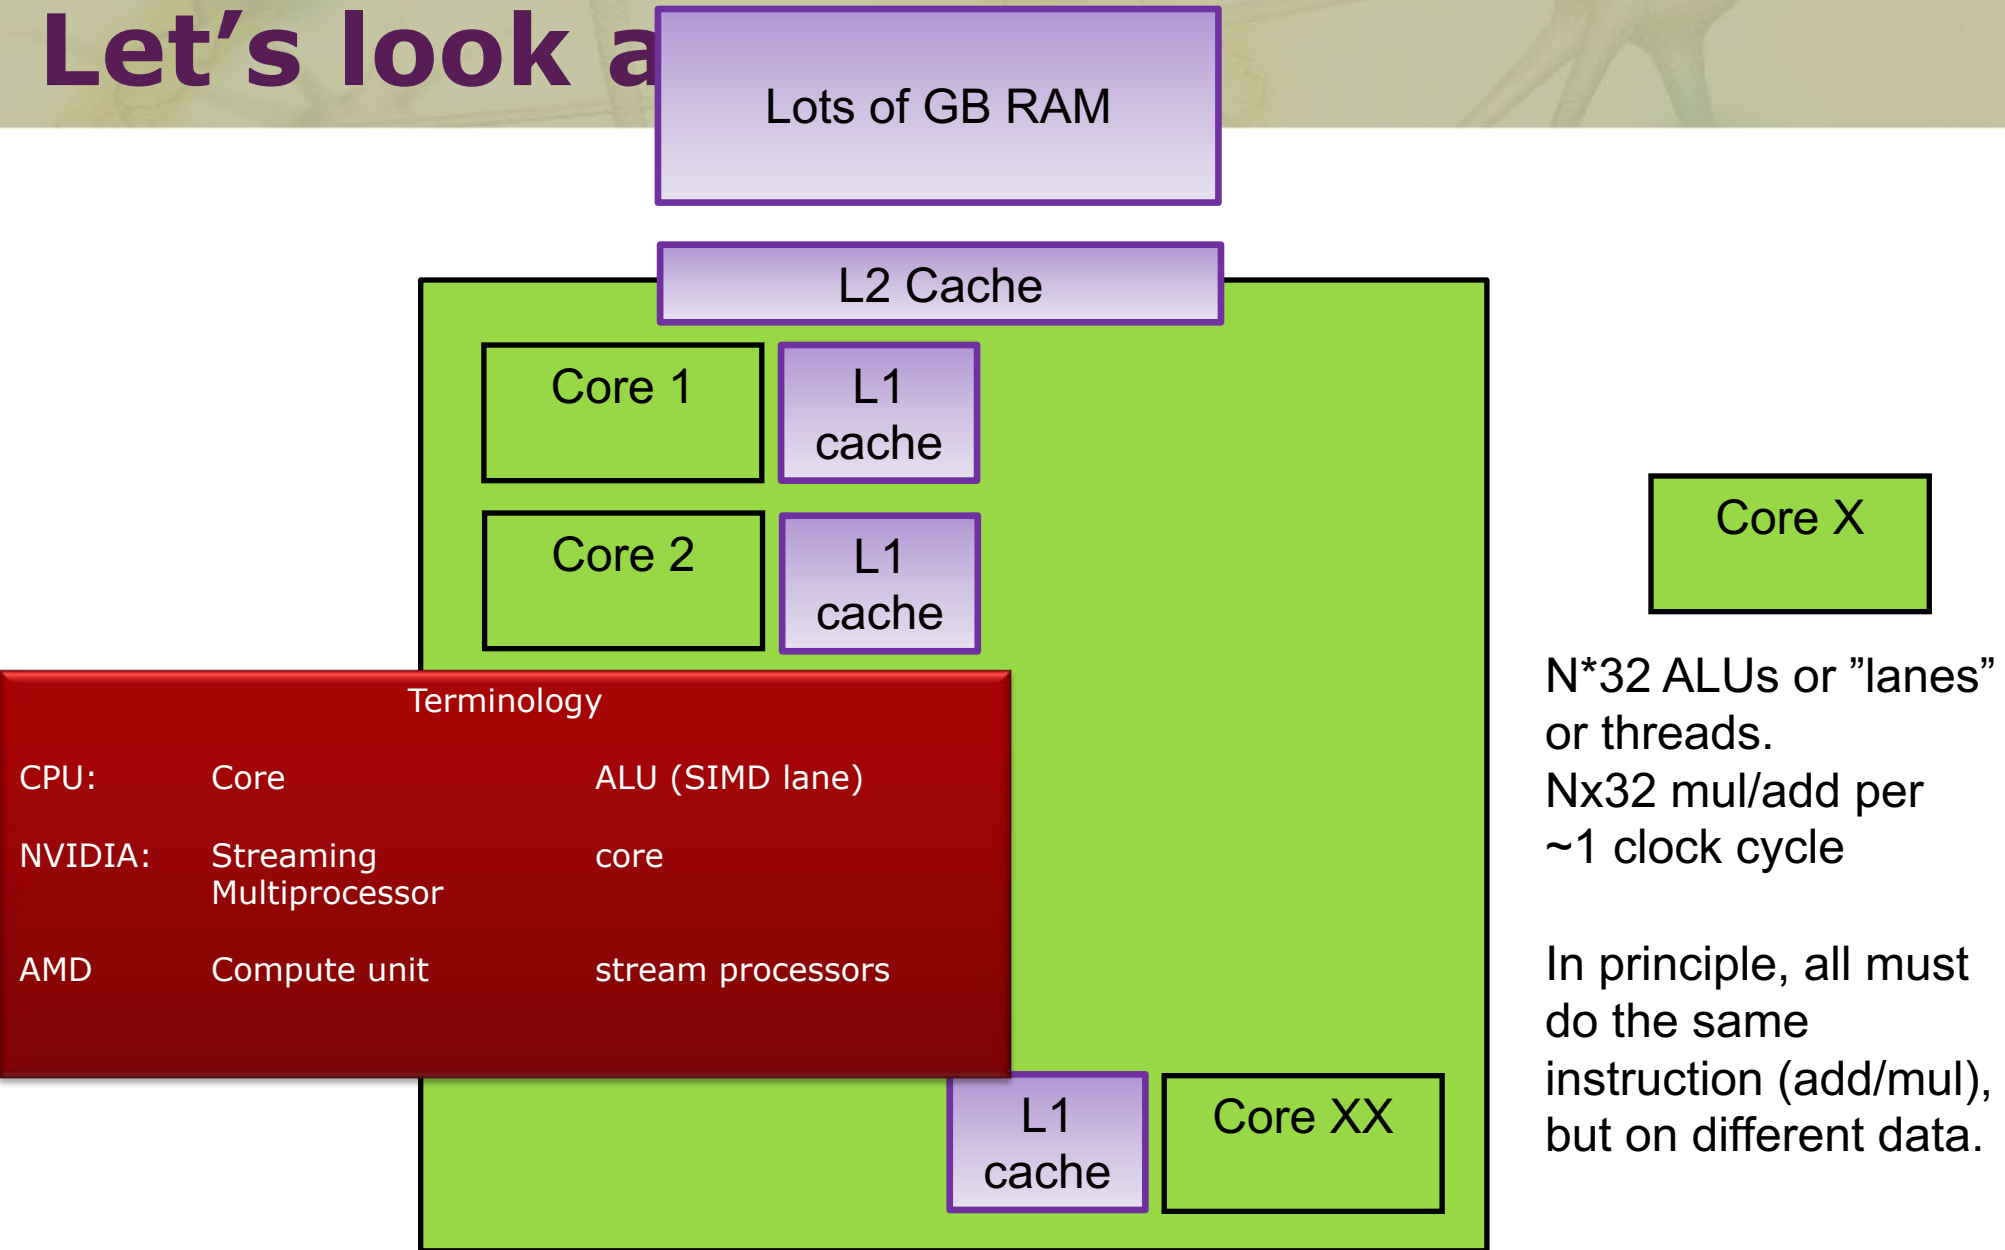 Let’s look a
Lots of GB RAM
L2 Cache
Core 1
L1
cache
Core 2
L1
cache
Core X
N*32 ALUs or ”lanes”
or threads.
Nx32 mul/add per
~1 clock cycle
In principle, all must
do the same
instruction (add/mul),
but on different data.
Terminology
CPU: Core ALU (SIMD lane)
NVIDIA: Streaming core
Multiprocessor
AMD Compute unit stream processors
L1
cache
Core XX